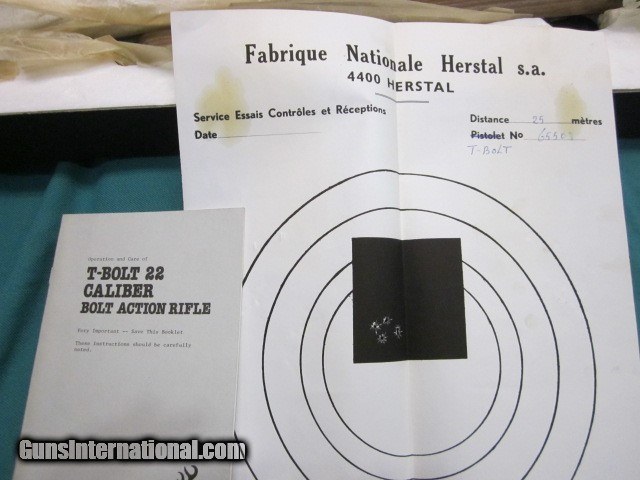 Fabrique Nationale Herstal s.a.
4400 HERSTAL
Service Essais Contrôles et Réceptions
Date
Distance 25 mètres
Pistolet No
T-BOLT
Operation and Care of
T-BOLT 22
CALIBER
BOLT ACTION RIFLE
Very Important -- Save This Booklet
These instructions should be carefully
noted.
GunsInternational.com